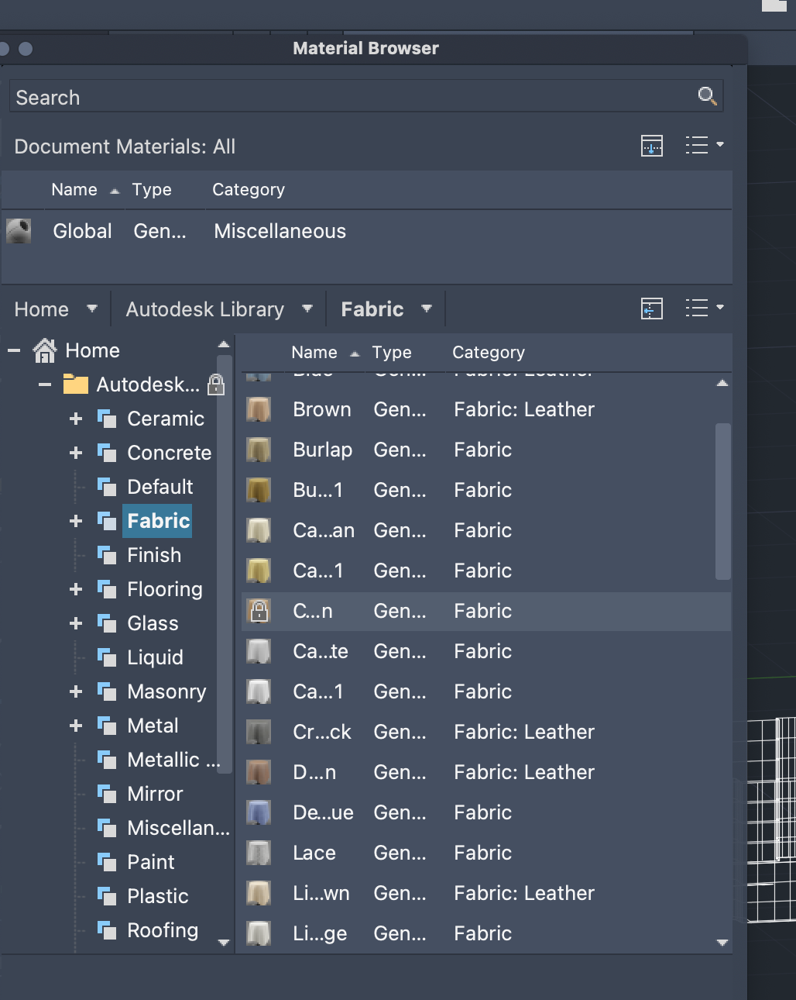 Material Browser
Search
Document Materials: All
Name Type Category
Global Gen... Miscellaneous
Home Autodesk Library Fabric
Home
Autodesk...
Ceramic
Concrete
Default
Fabric
Finish
Flooring
Glass
Liquid
Masonry
Metal
Metallic ...
Mirror
Miscellan...
Paint
Plastic
Roofing
Name Type Category
Blue Gen... Fabric: Leather
Brown Gen... Fabric: Leather
Burlap Gen... Fabric
Bu...1 Gen... Fabric
Ca...an Gen... Fabric
Ca...1 Gen... Fabric
C...n Gen... Fabric
Ca...te Gen... Fabric
Ca...1 Gen... Fabric
Cr...ck Gen... Fabric: Leather
D...n Gen... Fabric: Leather
De...ue Gen... Fabric
Lace Gen... Fabric
Li...wn Gen... Fabric: Leather
Li...ge Gen... Fabric